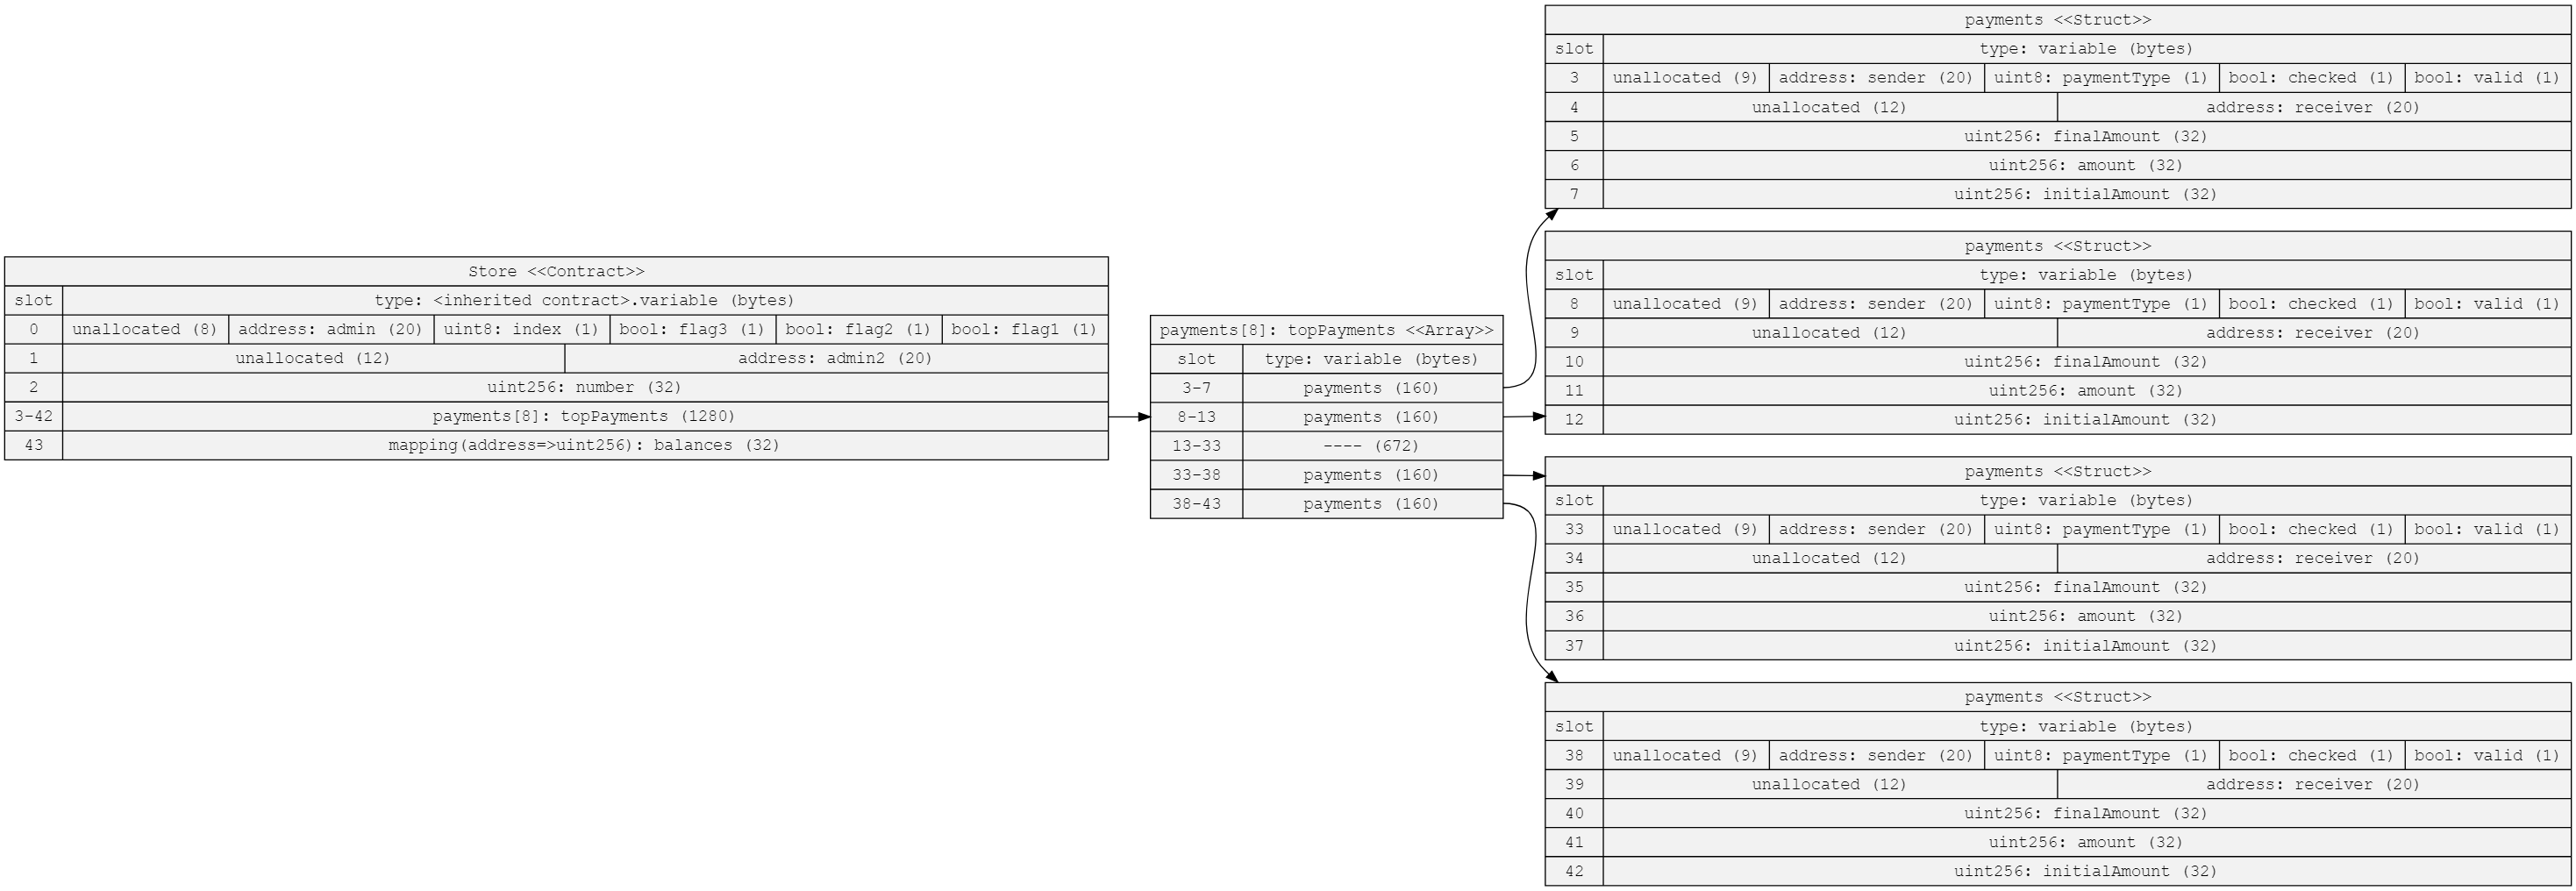 Store <<Contract>>
slot type: <inherited contract>.variable (bytes)
0 unallocated (8) address: admin (20) uint8: index (1) bool: flag3 (1) bool: flag2 (1) bool: flag1 (1)
1 unallocated (12) address: admin2 (20)
2 uint256: number (32)
3-42 payments[8]: topPayments (1280)
43 mapping(address=>uint256): balances (32)
payments[8]: topPayments <<Array>>
slot type: variable (bytes)
3-7 payments (160)
8-13 payments (160)
13-33 ---- (672)
33-38 payments (160)
38-43 payments (160)
payments <<Struct>>
slot type: variable (bytes)
3 unallocated (9) address: sender (20) uint8: paymentType (1) bool: checked (1) bool: valid (1)
4 unallocated (12) address: receiver (20)
5 uint256: finalAmount (32)
6 uint256: amount (32)
7 uint256: initialAmount (32)
payments <<Struct>>
slot type: variable (bytes)
8 unallocated (9) address: sender (20) uint8: paymentType (1) bool: checked (1) bool: valid (1)
9 unallocated (12) address: receiver (20)
10 uint256: finalAmount (32)
11 uint256: amount (32)
12 uint256: initialAmount (32)
payments <<Struct>>
slot type: variable (bytes)
33 unallocated (9) address: sender (20) uint8: paymentType (1) bool: checked (1) bool: valid (1)
34 unallocated (12) address: receiver (20)
35 uint256: finalAmount (32)
36 uint256: amount (32)
37 uint256: initialAmount (32)
payments <<Struct>>
slot type: variable (bytes)
38 unallocated (9) address: sender (20) uint8: paymentType (1) bool: checked (1) bool: valid (1)
39 unallocated (12) address: receiver (20)
40 uint256: finalAmount (32)
41 uint256: amount (32)
42 uint256: initialAmount (32)